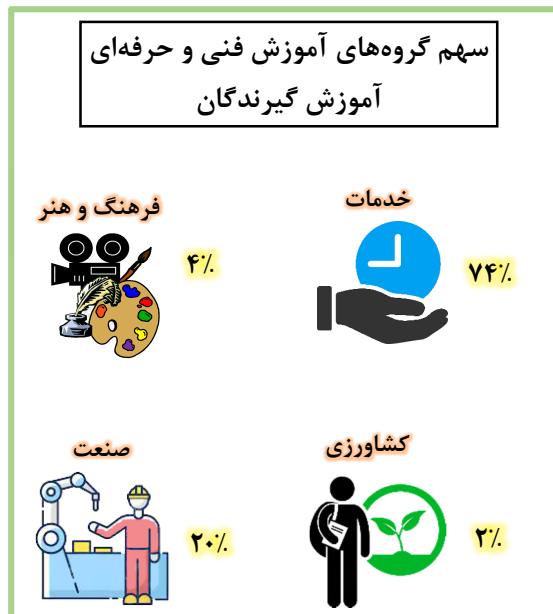 سهم گروه‌های آموزش فنی و حرفه‌ای
آموزش گیرندگان
خدمات
۷۴٪
فرهنگ و هنر
۴٪
کشاورزی
۲٪
صنعت
۲۰٪